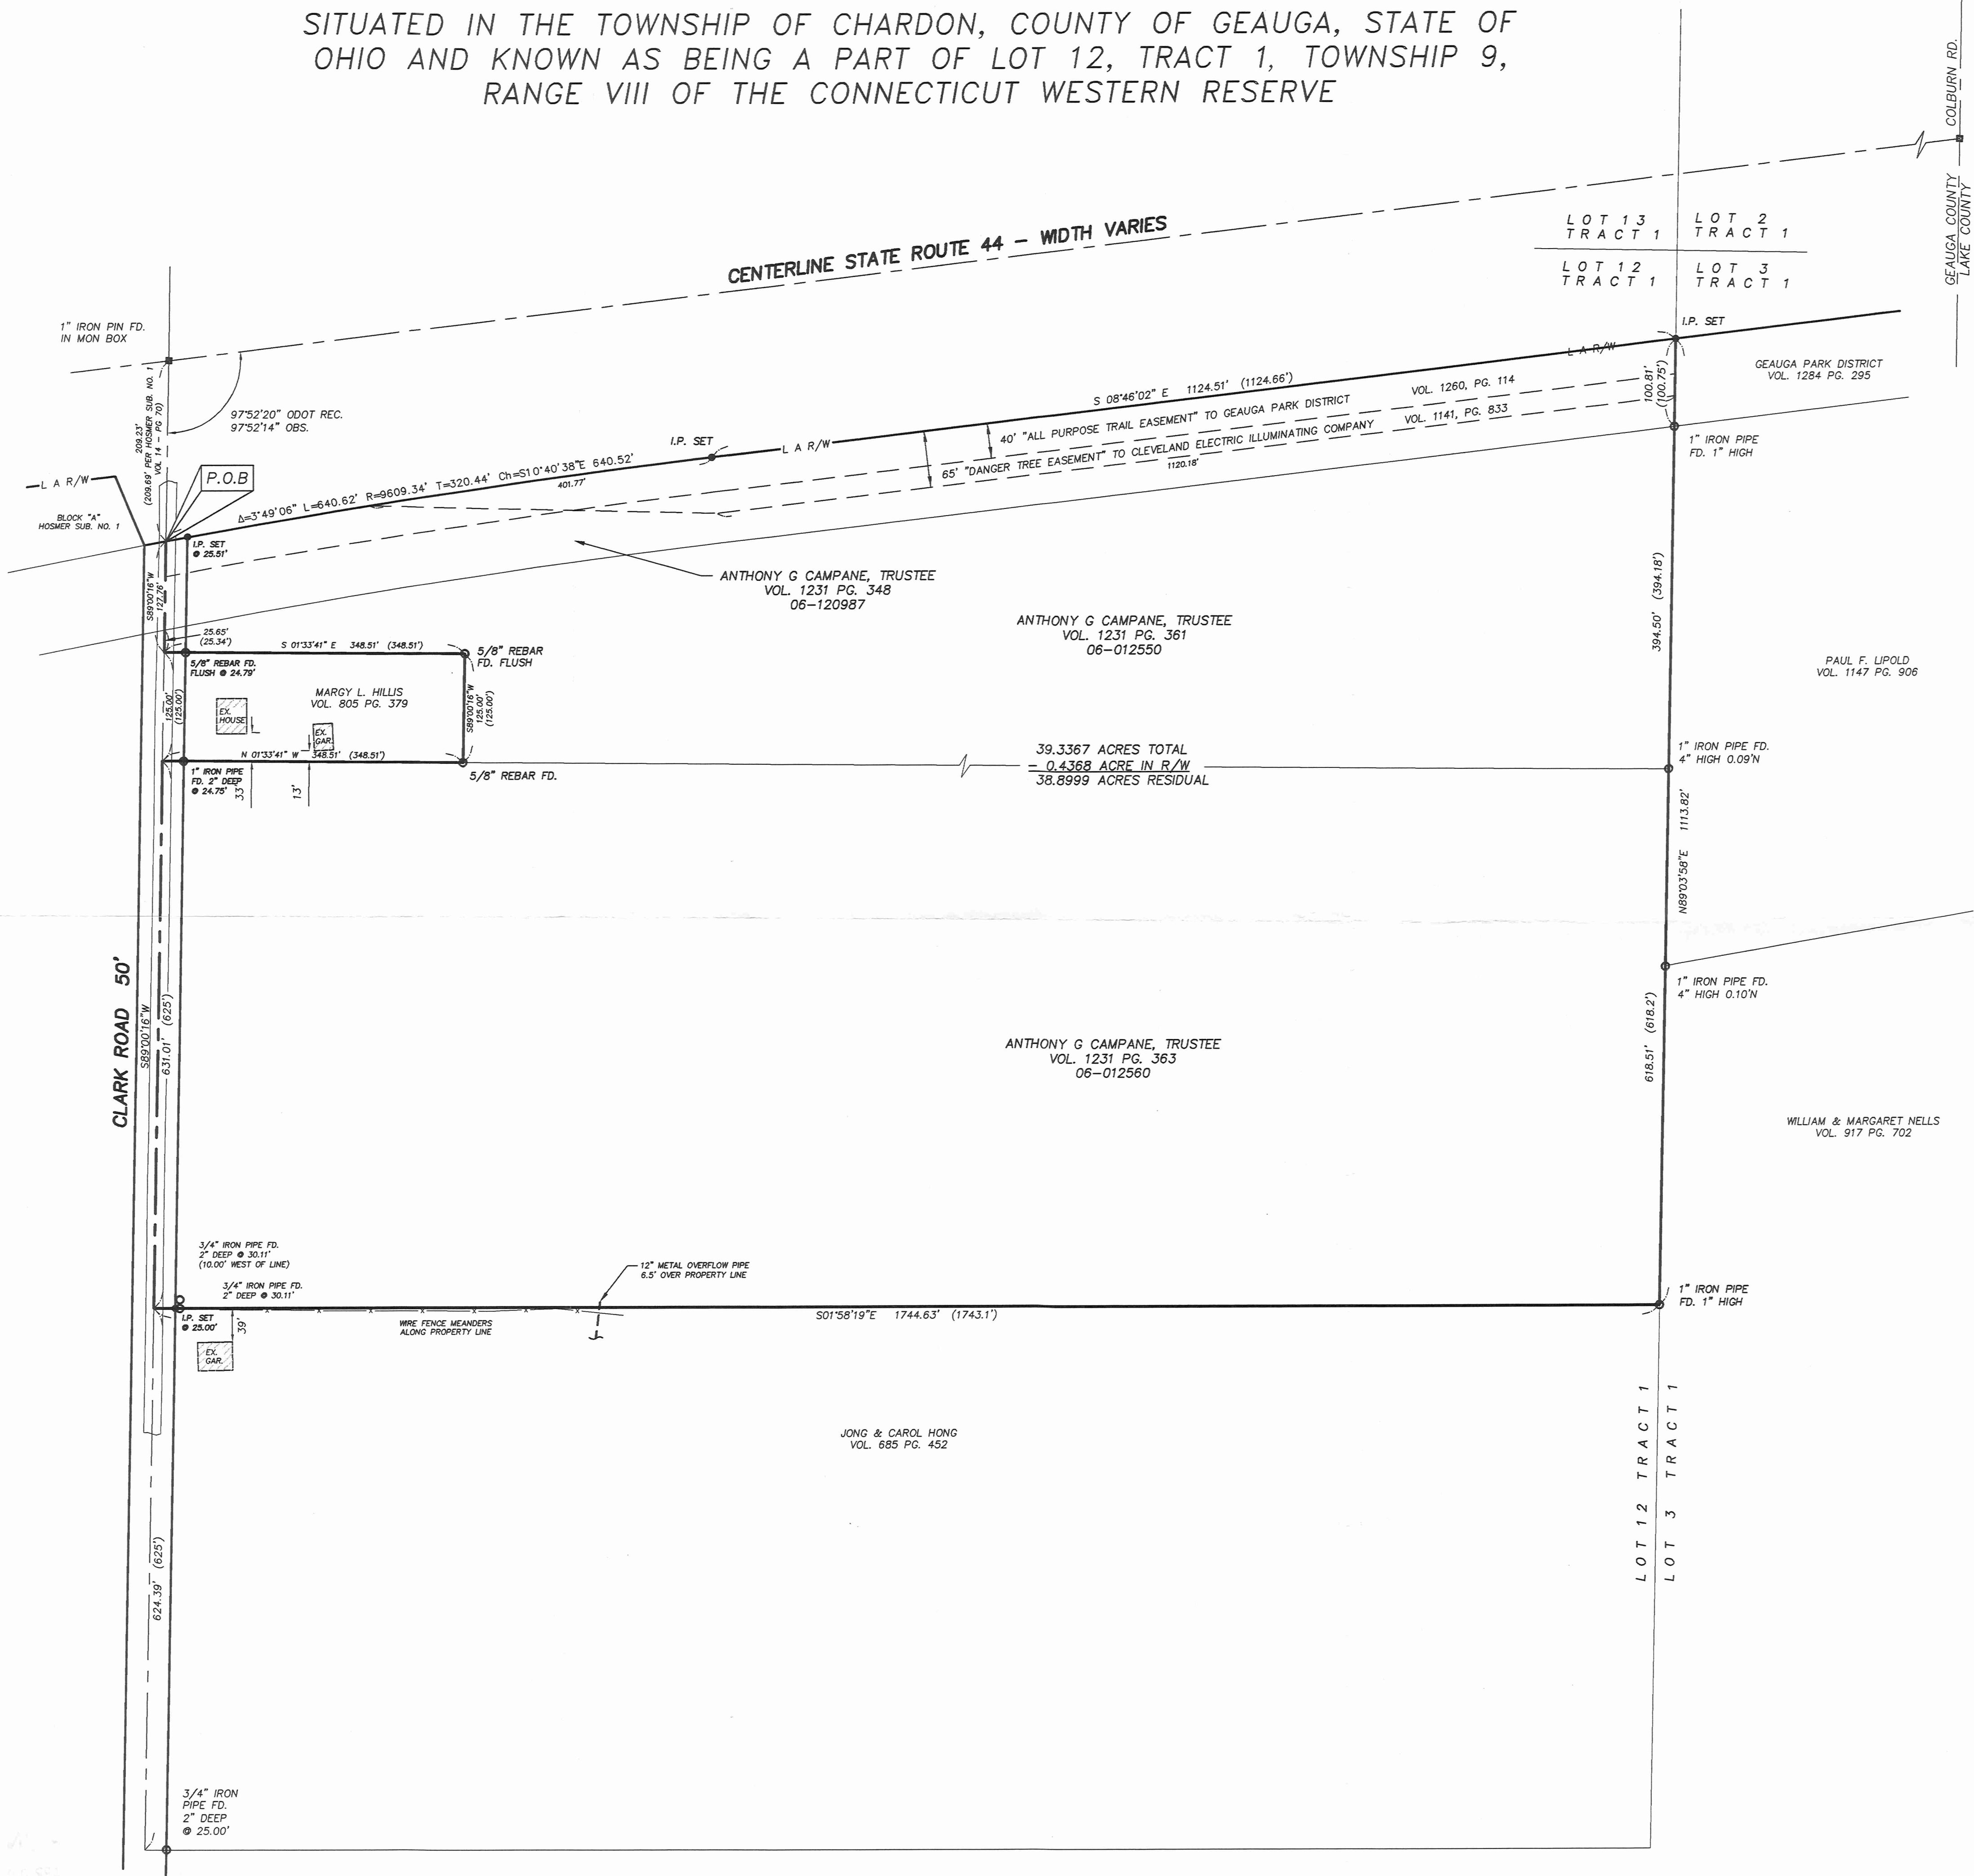 SITUATED IN THE TOWNSHIP OF CHARDON, COUNTY OF GEAUGA, STATE OF
OHIO AND KNOWN AS BEING A PART OF LOT 12, TRACT 1, TOWNSHIP 9,
RANGE VIII OF THE CONNECTICUT WESTERN RESERVE
COLBURN RD.
GEAUGA COUNTY
LAKE COUNTY
CENTERLINE STATE ROUTE 44 - WIDTH VARIES
LOT 13
TRACT 1
LOT 2
TRACT 1
LOT 12
TRACT 1
LOT 3
TRACT 1
1" IRON PIN FD.
IN MON BOX
97°52'20" ODOT REC.
97°52'14" OBS.
209.23'
(209.69' PER HOSMER SUB. NO. 1
VOL 14 - PG 70)
I.P. SET
L A R/W
GEAUGA PARK DISTRICT
VOL. 1284 PG. 295
100.81'
(100.75')
S 08°46'02" E 1124.51' (1124.66')
VOL. 1260, PG. 114
40' "ALL PURPOSE TRAIL EASEMENT" TO GEAUGA PARK DISTRICT
VOL. 1141, PG. 833
65' "DANGER TREE EASEMENT" TO CLEVELAND ELECTRIC ILLUMINATING COMPANY
1120.18'
I.P. SET
L A R/W
1" IRON PIPE
FD. 1" HIGH
L A R/W
P.O.B
Δ=3°49'06" L=640.62' R=9609.34' T=320.44' Ch=S10°40'38"E 640.52'
401.77'
BLOCK "A"
HOSMER SUB. NO. 1
I.P. SET
@ 25.51'
S89°00'16"W
127.76'
ANTHONY G CAMPANE, TRUSTEE
VOL. 1231 PG. 348
06-120987
ANTHONY G CAMPANE, TRUSTEE
VOL. 1231 PG. 361
06-012550
394.50' (394.18')
25.65'
(25.34')
S 01°33'41" E 348.51' (348.51')
5/8" REBAR
FD. FLUSH
5/8" REBAR FD.
FLUSH @ 24.79'
PAUL F. LIPOLD
VOL. 1147 PG. 906
MARGY L. HILLIS
VOL. 805 PG. 379
125.00'
(125.00')
S89°00'16"W
125.00'
(125.00')
EX.
HOUSE
EX.
GAR.
N 01°33'41" W 348.51' (348.51')
1" IRON PIPE
FD. 2" DEEP
@ 24.75'
33'
13'
5/8" REBAR FD.
39.3367 ACRES TOTAL
- 0.4368 ACRE IN R/W
38.8999 ACRES RESIDUAL
1" IRON PIPE FD.
4" HIGH 0.09'N
N89°03'58"E 1113.82'
1" IRON PIPE FD.
4" HIGH 0.10'N
CLARK ROAD 50'
S89°00'16"W
631.01' (625')
618.51' (618.2')
ANTHONY G CAMPANE, TRUSTEE
VOL. 1231 PG. 363
06-012560
WILLIAM & MARGARET NELLS
VOL. 917 PG. 702
3/4" IRON PIPE FD.
2" DEEP @ 30.11'
(10.00' WEST OF LINE)
3/4" IRON PIPE FD.
2" DEEP @ 30.11'
12" METAL OVERFLOW PIPE
6.5' OVER PROPERTY LINE
1" IRON PIPE
FD. 1" HIGH
I.P. SET
@ 25.00'
39'
WIRE FENCE MEANDERS
ALONG PROPERTY LINE
S01°58'19"E 1744.63' (1743.1')
EX.
GAR.
JONG & CAROL HONG
VOL. 685 PG. 452
LOT 12 TRACT 1
LOT 3 TRACT 1
624.39' (625')
3/4" IRON
PIPE FD.
2" DEEP
@ 25.00'